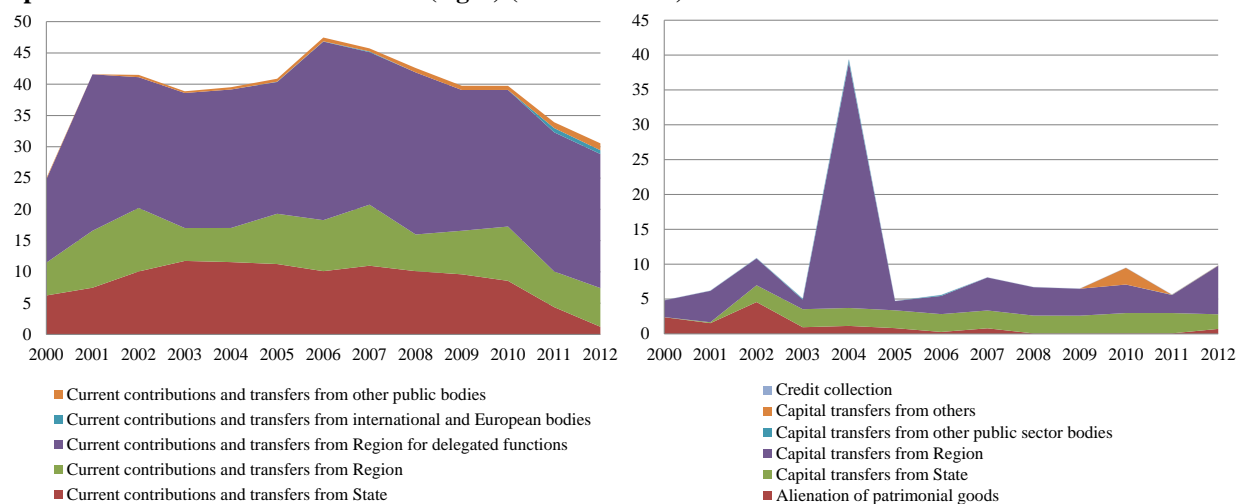 50
45
40
35
30
25
20
15
10
5
0
2000 2001 2002 2003 2004 2005 2006 2007 2008 2009 2010 2011 2012
Current contributions and transfers from other public bodies
Current contributions and transfers from international and European bodies
Current contributions and transfers from Region for delegated functions
Current contributions and transfers from Region
Current contributions and transfers from State
45
40
35
30
25
20
15
10
5
0
2000 2001 2002 2003 2004 2005 2006 2007 2008 2009 2010 2011 2012
Credit collection
Capital transfers from others
Capital transfers from other public sector bodies
Capital transfers from Region
Capital transfers from State
Alienation of patrimonial goods